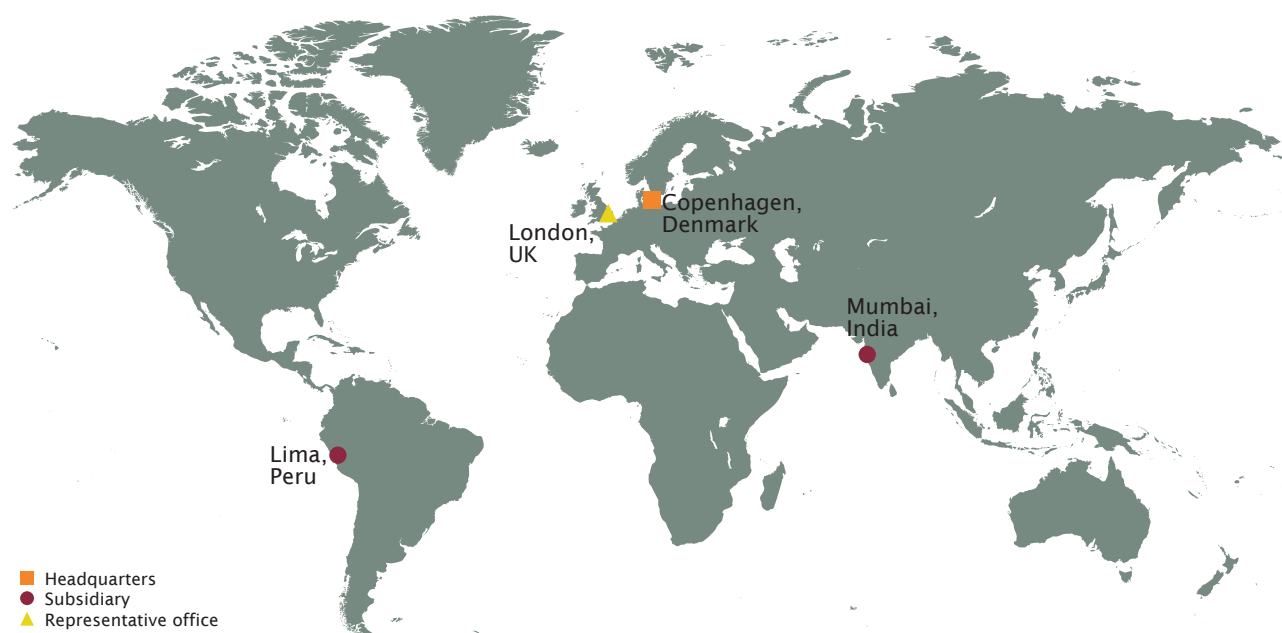 Copenhagen,
Denmark
London,
UK
Mumbai,
India
Lima,
Peru
Headquarters
Subsidiary
Representative office